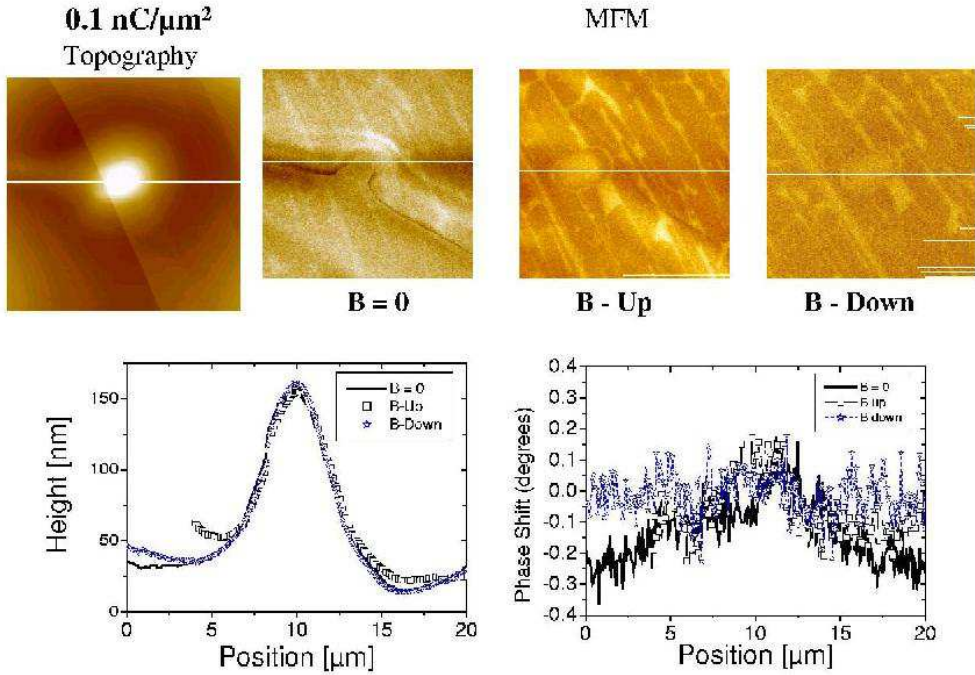 0.1 nC/μm²
Topography
MFM
B = 0
B - Up
B - Down
Height [nm]
150
100
50
0
B = 0
B-Up
B-Down
0
5
10
15
20
Position [μm]
Phase Shift (degrees)
0.4
0.3
0.2
0.1
0.0
-0.1
-0.2
-0.3
-0.4
B = 0
B up
B down
0
5
10
15
20
Position [μm]